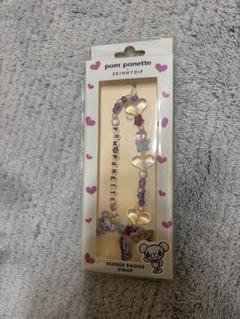 pom ponette
×
SKINNYDIP
POMPONETTE
BEADED PHONE
STRAP